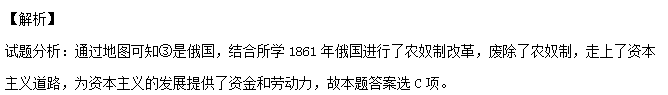 【解析】
试题分析：通过地图可知③是俄国，结合所学 1861 年俄国进行了农奴制改革，废除了农奴制，走上了资本
主义道路，为资本主义的发展提供了资金和劳动力，故本题答案选 C 项。